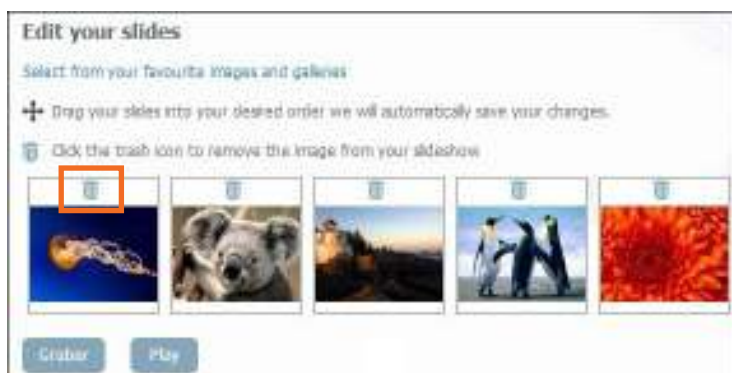 Edit your slides
Select from your favourite images and galleries
Drag your slides into your desired order we will automatically save your changes.
Click the trash icon to remove the image from your slideshow
Grabar
Play